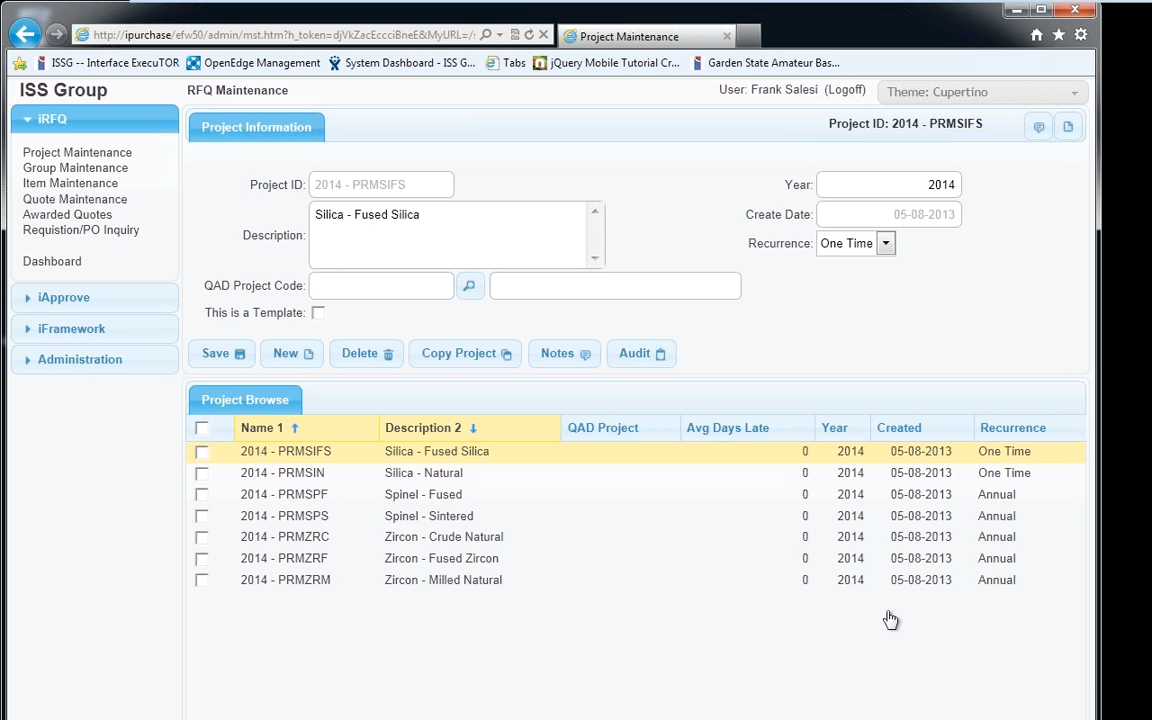 http://ipurchase/efw50/admin/mst.htm?h_token=
Project Maintenance
ISSG -- Interface ExecuTOR
OpenEdge Management
System Dashboard - ISS G...
Tabs
jQuery Mobile Tutorial Cr...
Garden State Amateur Bas...
ISS Group
RFQ Maintenance
User: Frank Salesi (Logoff)
Theme: Cupertino
iRFQ
Project Maintenance
Group Maintenance
Item Maintenance
Quote Maintenance
Awarded Quotes
Requistion/PO Inquiry
Dashboard
iApprove
iFramework
Administration
Project Information
Project ID: 2014 - PRMSIFS
Project ID: 2014 - PRMSIFS
Year: 2014
Description: Silica - Fused Silica
Create Date: 05-08-2013
Recurrence: One Time
QAD Project Code:
This is a Template:
Save New Delete Copy Project Notes Audit
Project Browse
Name 1 Description 2 QAD Project Avg Days Late Year Created Recurrence
2014 - PRMSIFS Silica - Fused Silica 0 2014 05-08-2013 One Time
2014 - PRMSIN Silica - Natural 0 2014 05-08-2013 One Time
2014 - PRMSPF Spinel - Fused 0 2014 05-08-2013 Annual
2014 - PRMSPS Spinel - Sintered 0 2014 05-08-2013 Annual
2014 - PRMZRC Zircon - Crude Natural 0 2014 05-08-2013 Annual
2014 - PRMZRF Zircon - Fused Zircon 0 2014 05-08-2013 Annual
2014 - PRMZRM Zircon - Milled Natural 0 2014 05-08-2013 Annual